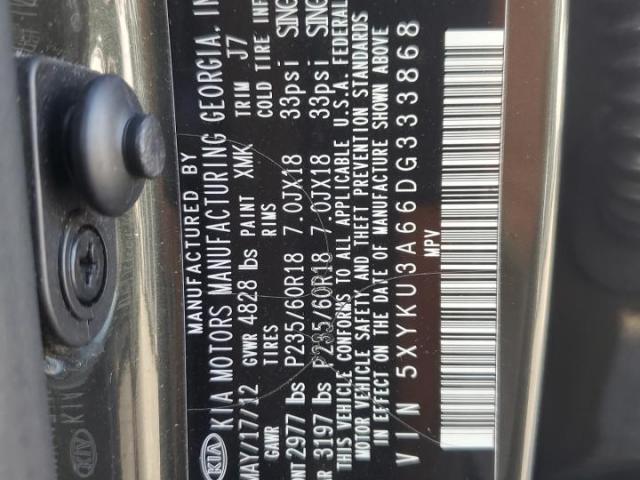 MANUFACTURED BY
KIA KIA MOTORS MANUFACTURING GEORGIA, IN
MAY/17/12 GVWR 4828 lbs PAINT XMK TRIM J7
GAWR TIRES RIMS COLD TIRE INF
NT 2977 lbs P235/60R18 7.0JX18 33psi SING
R 3197 lbs P235/60R18 7.0JX18 33psi SING
THIS VEHICLE CONFORMS TO ALL APPLICABLE U.S.A. FEDERAL
MOTOR VEHICLE SAFETY AND THEFT PREVENTION STANDARDS
IN EFFECT ON THE DATE OF MANUFACTURE SHOWN ABOVE
VIN 5XYKU3A66DG333868
MPV